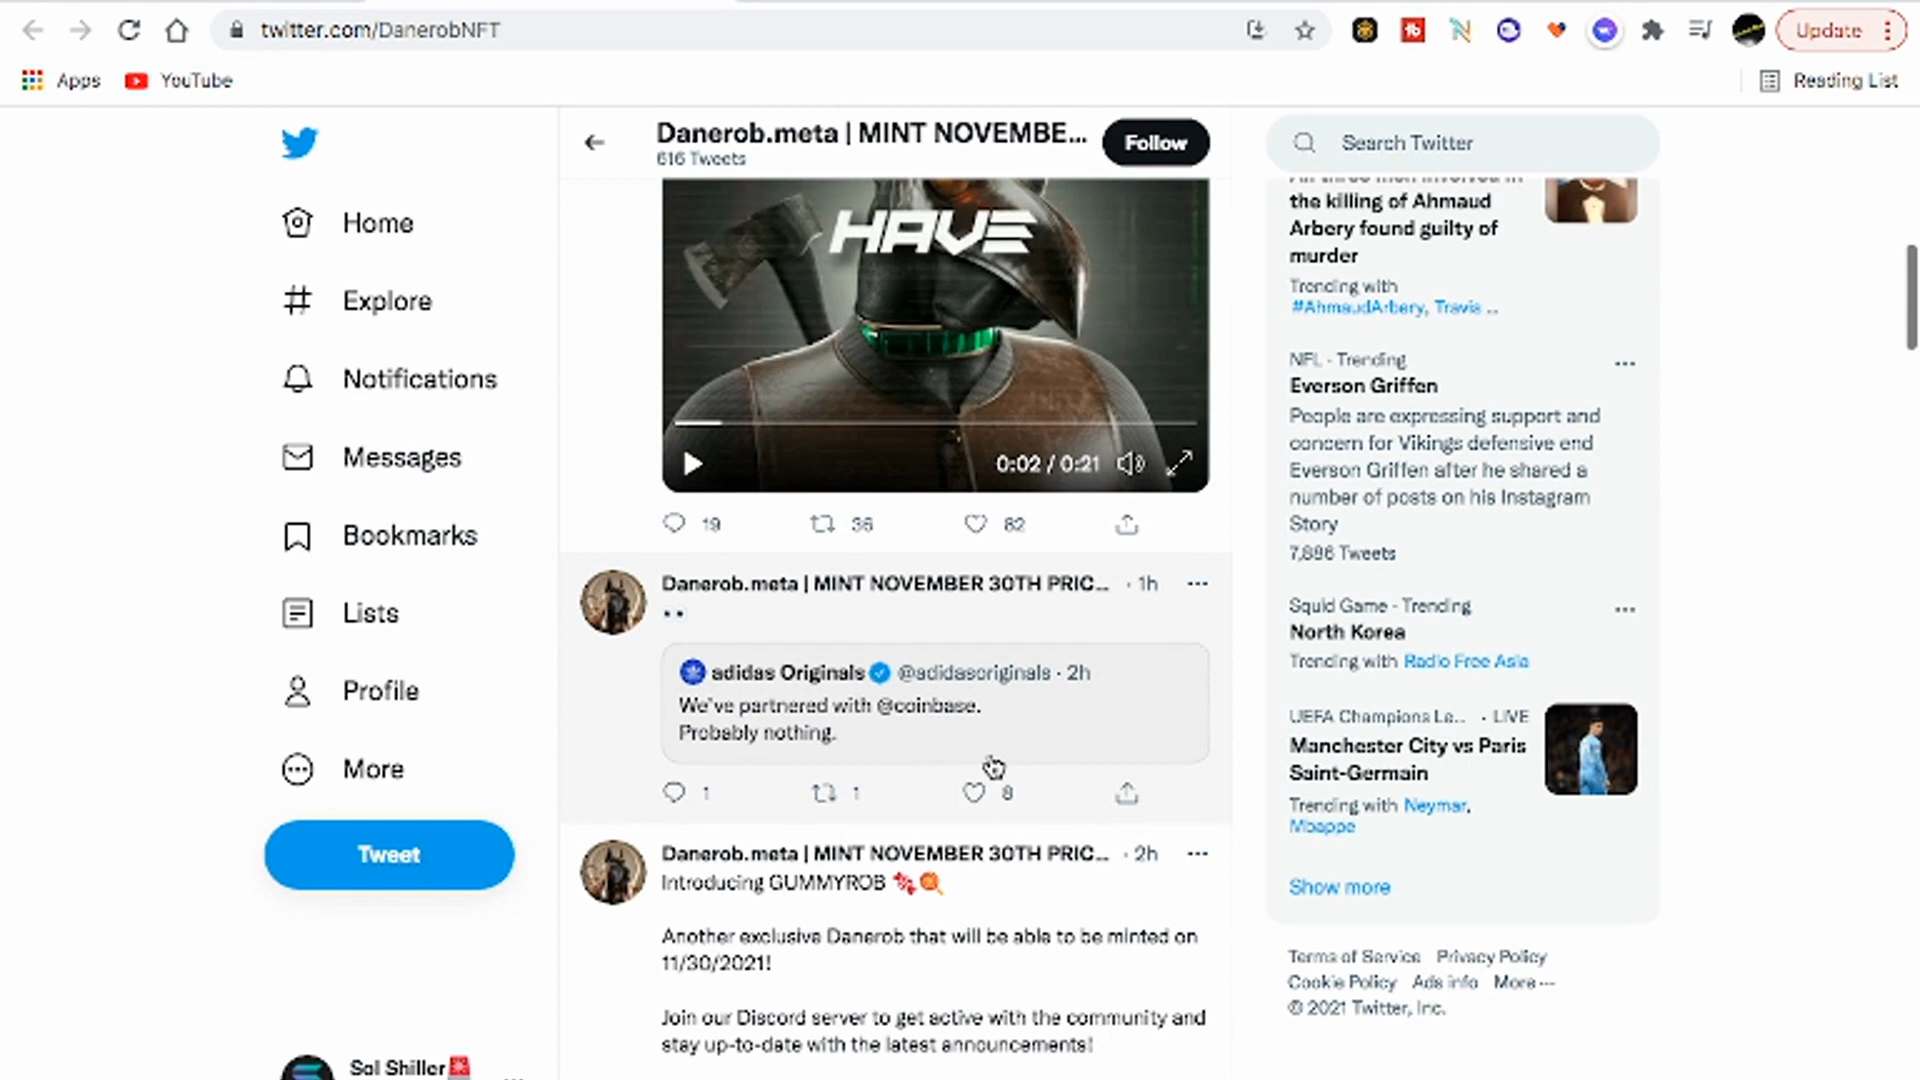 twitter.com/DanerobNFT
Update
Apps
YouTube
Reading List
Home
Explore
Notifications
Messages
Bookmarks
Lists
Profile
More
Tweet
Sol Shiller
Danerob.meta | MINT NOVEMBE...
616 Tweets
Follow
HAVE
0:02 / 0:21
19
36
82
Danerob.meta | MINT NOVEMBER 30TH PRIC... · 1h
adidas Originals @adidasoriginals · 2h
We've partnered with @coinbase.
Probably nothing.
1
1
8
Danerob.meta | MINT NOVEMBER 30TH PRIC... · 2h
Introducing GUMMYROB
Another exclusive Danerob that will be able to be minted on
11/30/2021!
Join our Discord server to get active with the community and
stay up-to-date with the latest announcements!
Search Twitter
All three men involved in
the killing of Ahmaud
Arbery found guilty of
murder
Trending with
#AhmaudArbery, Travis ...
NFL · Trending
Everson Griffen
People are expressing support and
concern for Vikings defensive end
Everson Griffen after he shared a
number of posts on his Instagram
Story
7,886 Tweets
Squid Game · Trending
North Korea
Trending with Radio Free Asia
UEFA Champions Le... · LIVE
Manchester City vs Paris
Saint-Germain
Trending with Neymar,
Mbappe
Show more
Terms of Service Privacy Policy
Cookie Policy Ads info More ···
© 2021 Twitter, Inc.